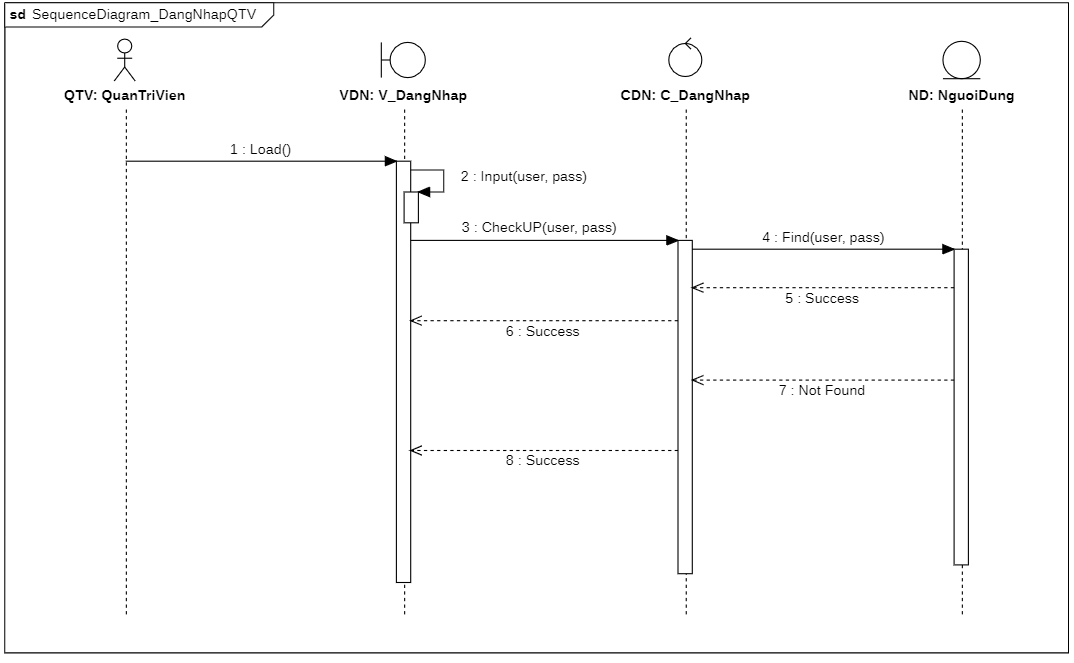 sd SequenceDiagram_DangNhapQTV
QTV: QuanTriVien
VDN: V_DangNhap
CDN: C_DangNhap
ND: NguoiDung
1 : Load()
2 : Input(user, pass)
3 : CheckUP(user, pass)
4 : Find(user, pass)
5 : Success
6 : Success
7 : Not Found
8 : Success